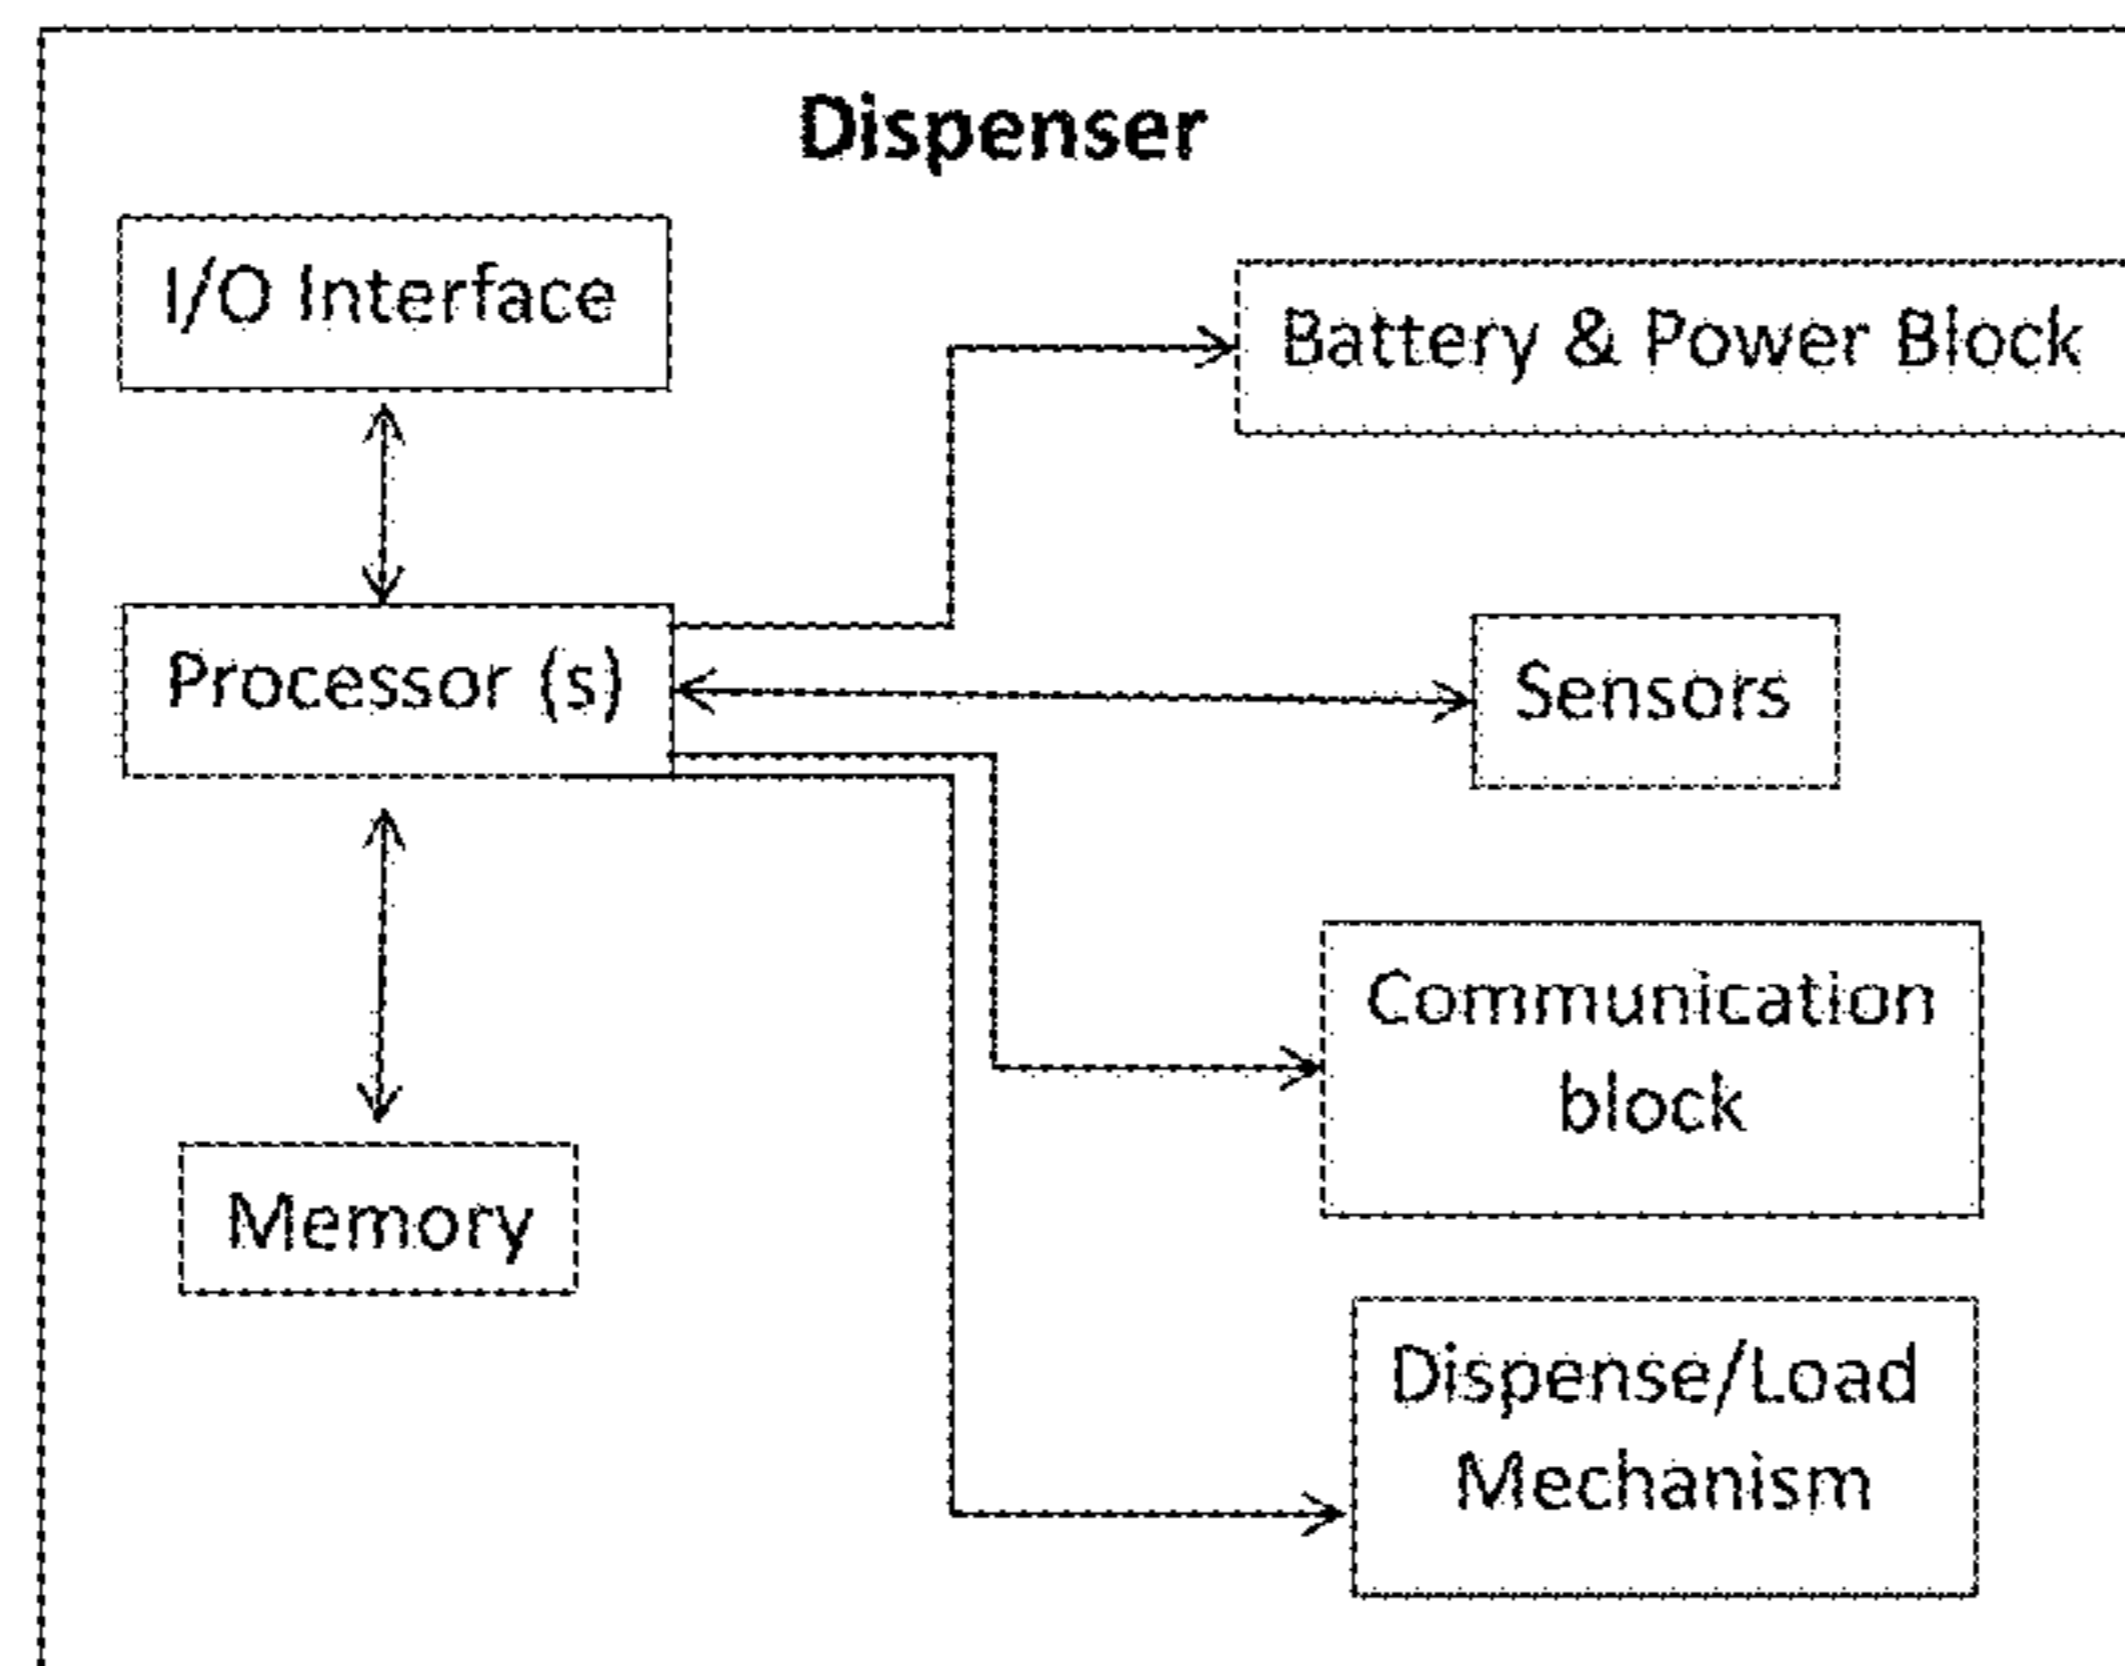 Dispenser
I/O Interface
Battery & Power Block
Processor (s)
Sensors
Communication
block
Memory
Dispense/Load
Mechanism